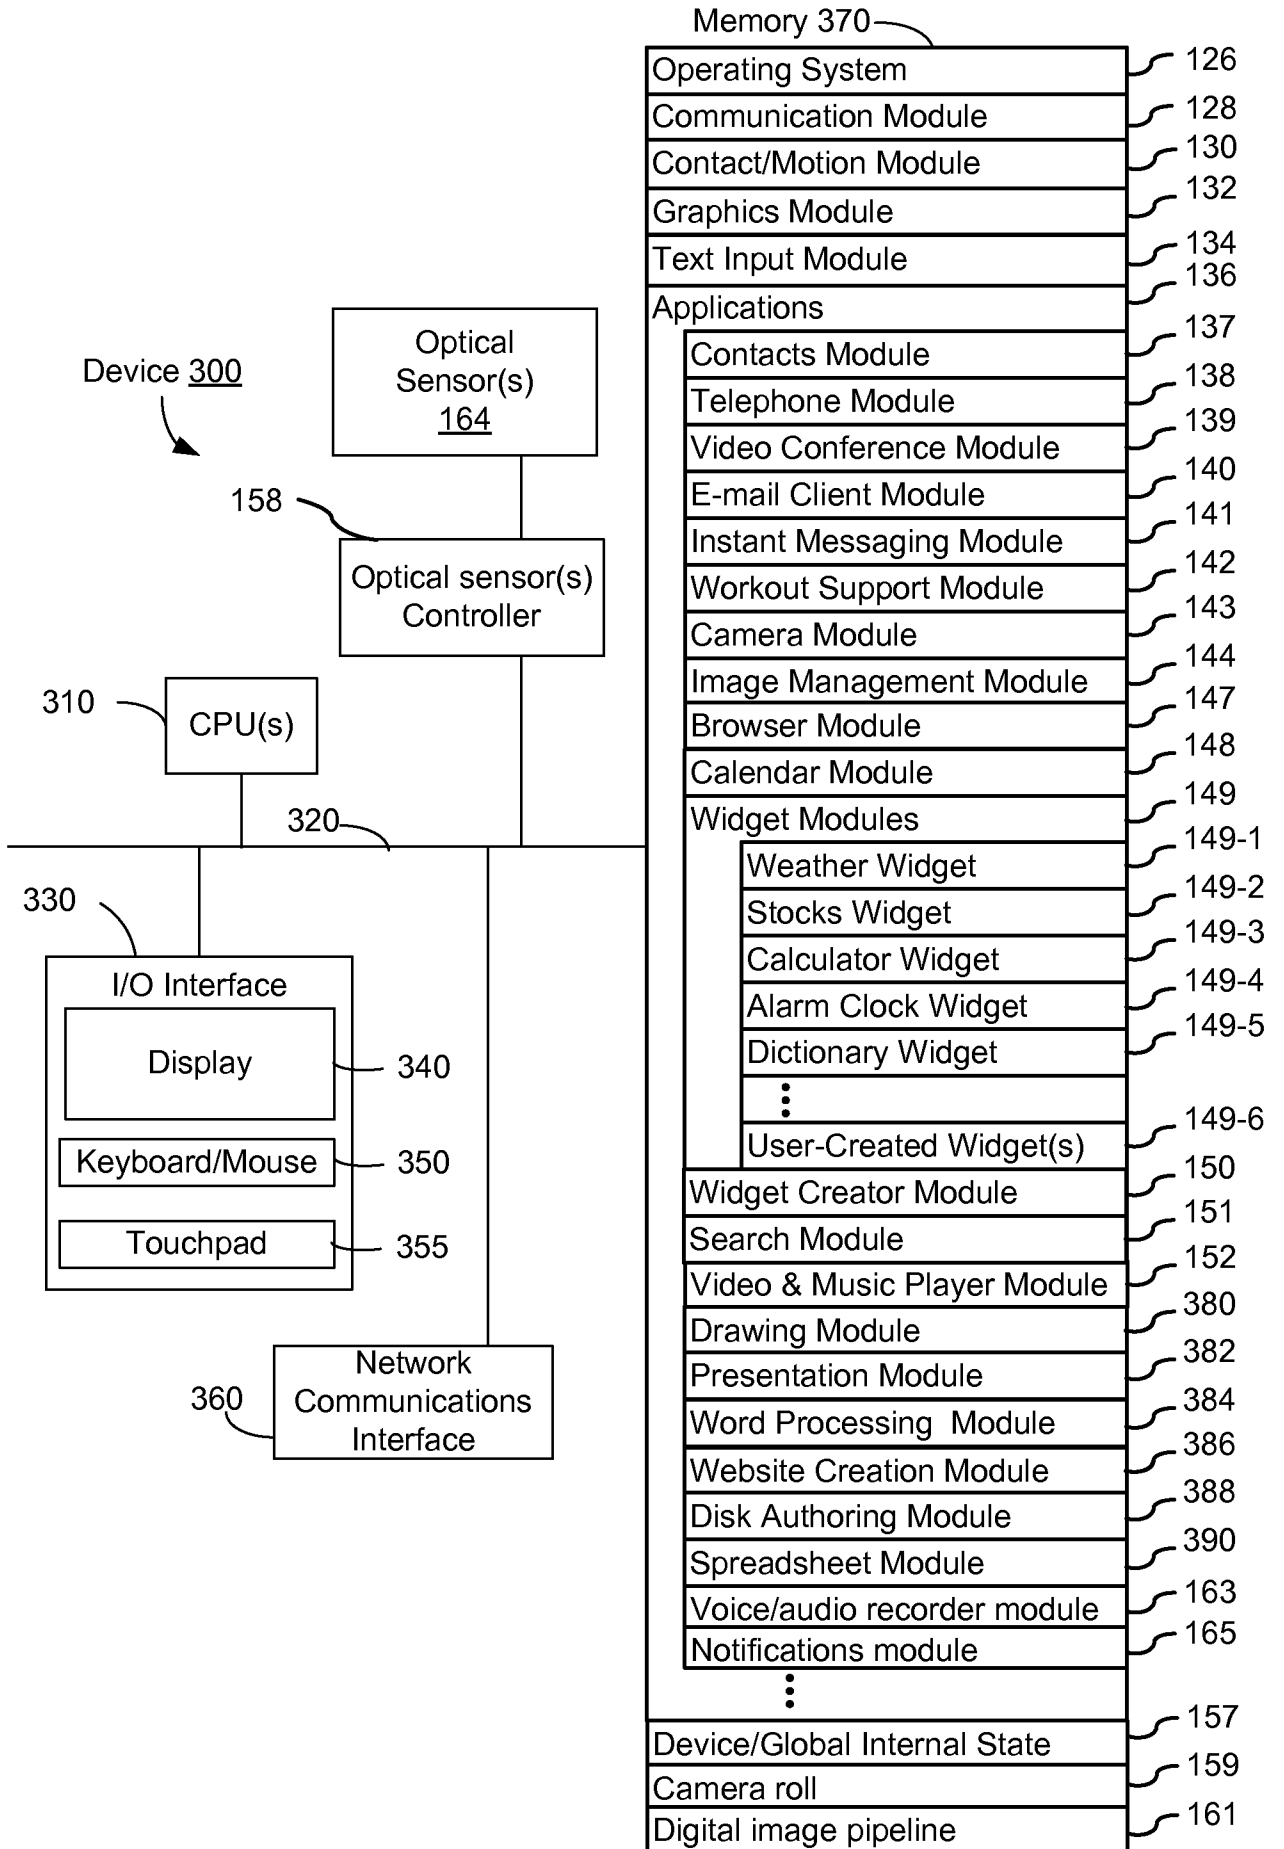 Memory 370
Operating System 126
Communication Module 128
Contact/Motion Module 130
Graphics Module 132
Text Input Module 134
Applications 136
Contacts Module 137
Telephone Module 138
Video Conference Module 139
E-mail Client Module 140
Instant Messaging Module 141
Workout Support Module 142
Camera Module 143
Image Management Module 144
Browser Module 147
Calendar Module 148
Widget Modules 149
Weather Widget 149-1
Stocks Widget 149-2
Calculator Widget 149-3
Alarm Clock Widget 149-4
Dictionary Widget 149-5
User-Created Widget(s) 149-6
Widget Creator Module 150
Search Module 151
Video & Music Player Module 152
Drawing Module 380
Presentation Module 382
Word Processing Module 384
Website Creation Module 386
Disk Authoring Module 388
Spreadsheet Module 390
Voice/audio recorder module 163
Notifications module 165
Device/Global Internal State 157
Camera roll 159
Digital image pipeline 161
Device 300
Optical
Sensor(s)
164
158
Optical sensor(s)
Controller
310
CPU(s)
320
330
I/O Interface
Display 340
Keyboard/Mouse 350
Touchpad 355
360
Network
Communications
Interface